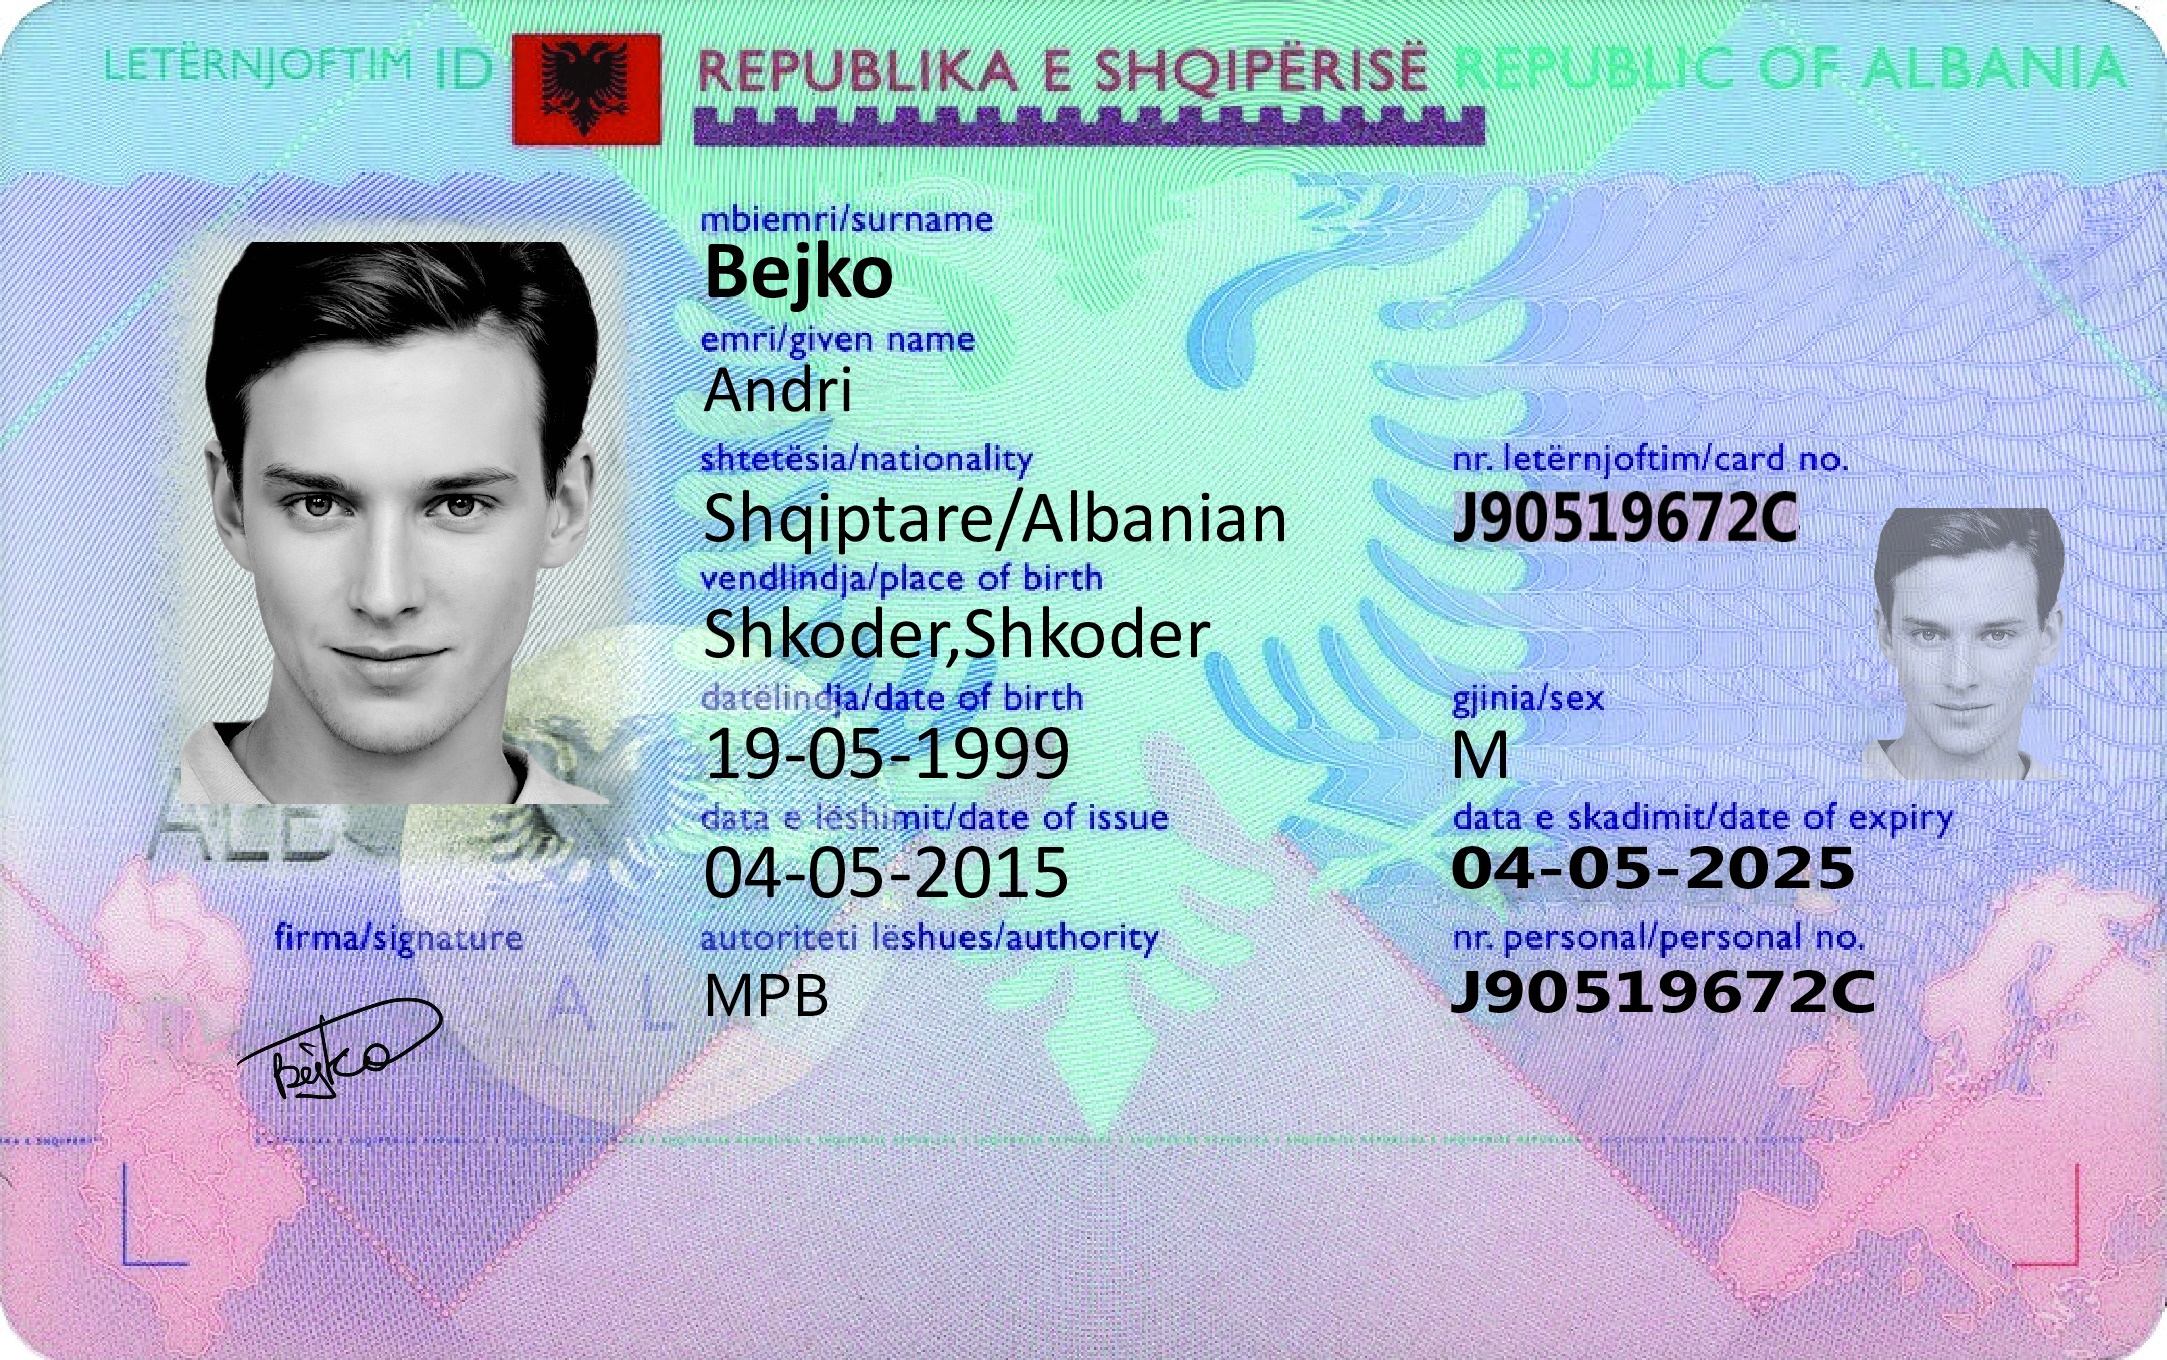 LETËRNJOFTIM ID REPUBLIKA E SHQIPËRISË REPUBLIC OF ALBANIA
mbiemri/surname
Bejko
emri/given name
Andri
shtetësia/nationality nr. letërnjoftim/card no.
Shqiptare/Albanian J90519672C
vendlindja/place of birth
Shkoder,Shkoder
datëlindja/date of birth gjinia/sex
19-05-1999 M
data e lëshimit/date of issue data e skadimit/date of expiry
04-05-2015 04-05-2025
firma/signature autoriteti lëshues/authority nr. personal/personal no.
MPB J90519672C
Bejko